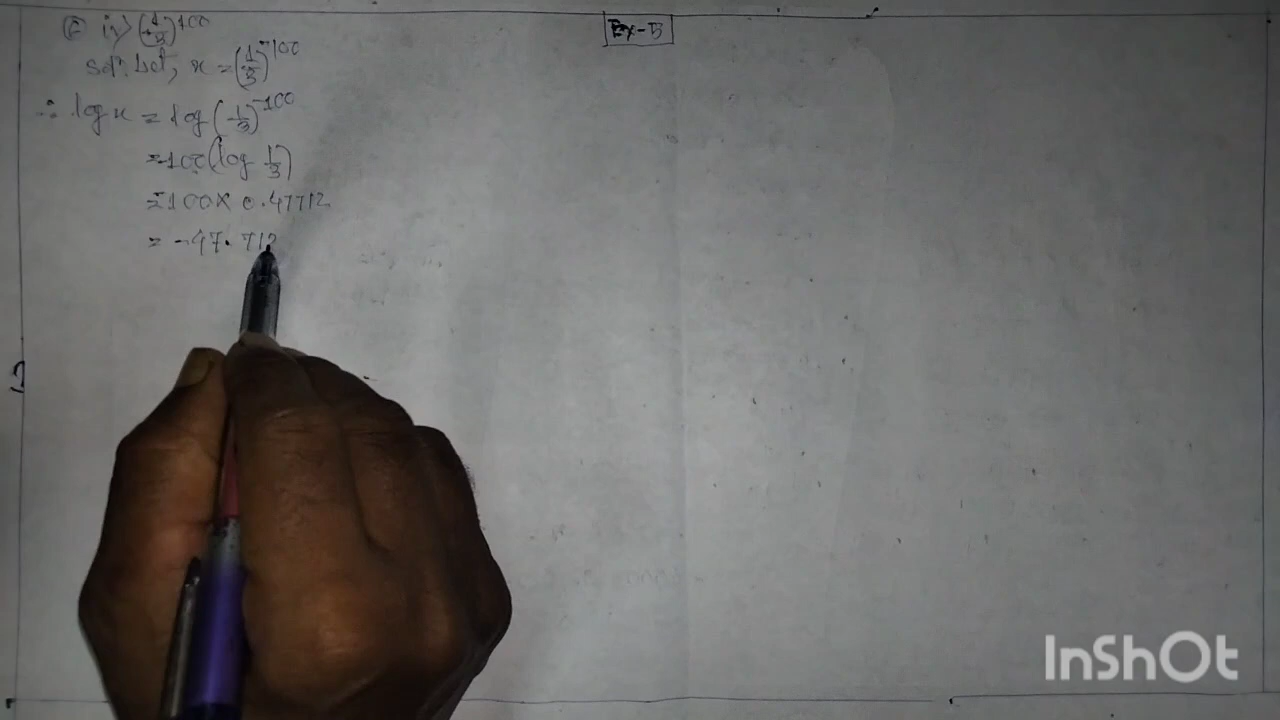 Ex-5
iv) (1/3)^100
Solⁿ. Let, x = (1/3)^-100
∴ log x = log (1/3)^-100
= -100 (log 1/3)
= -100 × 0.47712
= -47.712
InShOt